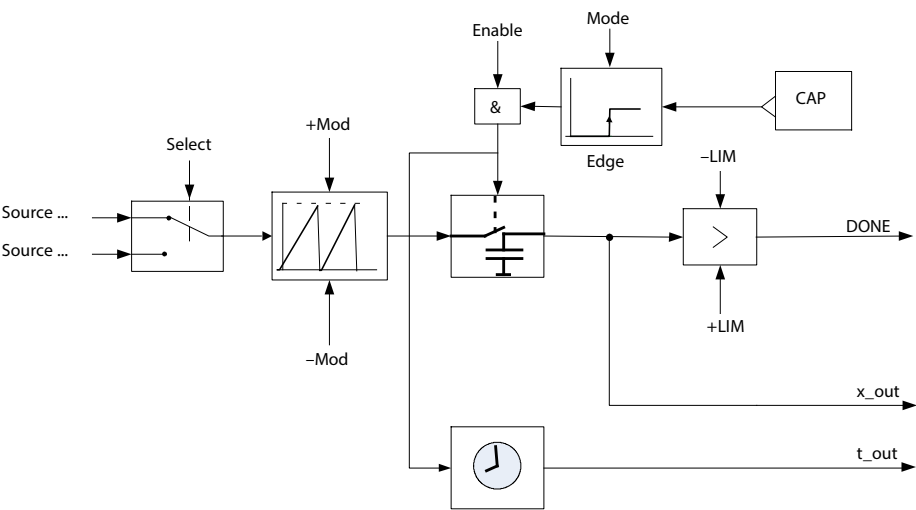 Mode
Enable
&
CAP
+Mod
Edge
Select
–LIM
Source ...
DONE
>
Source ...
+LIM
–Mod
x_out
t_out